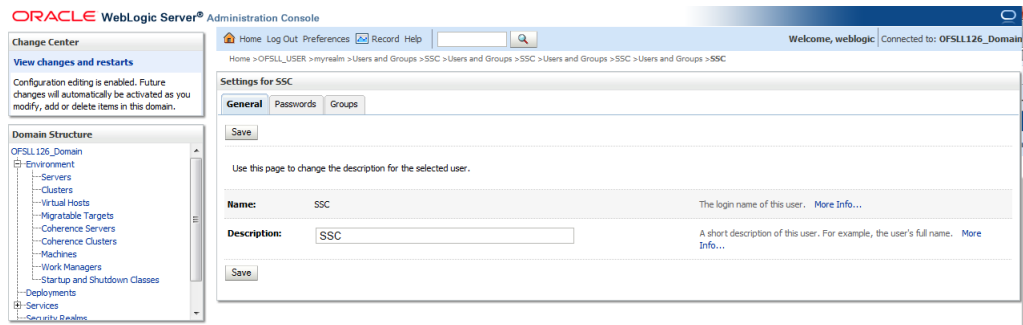 ORACLE WebLogic Server® Administration Console
Change Center
View changes and restarts
Configuration editing is enabled. Future
changes will automatically be activated as you
modify, add or delete items in this domain.
Domain Structure
OFSLL126_Domain
Environment
Servers
Clusters
Virtual Hosts
Migratable Targets
Coherence Servers
Coherence Clusters
Machines
Work Managers
Startup and Shutdown Classes
Deployments
Services
Security Realms
Home Log Out Preferences Record Help
Welcome, weblogic Connected to: OFSLL126_Domain
Home >OFSLL_USER >myrealm >Users and Groups >SSC >Users and Groups >SSC >Users and Groups >SSC >Users and Groups >SSC
Settings for SSC
General Passwords Groups
Save
Use this page to change the description for the selected user.
Name: SSC The login name of this user. More Info...
Description: SSC A short description of this user. For example, the user's full name. More
Info...
Save